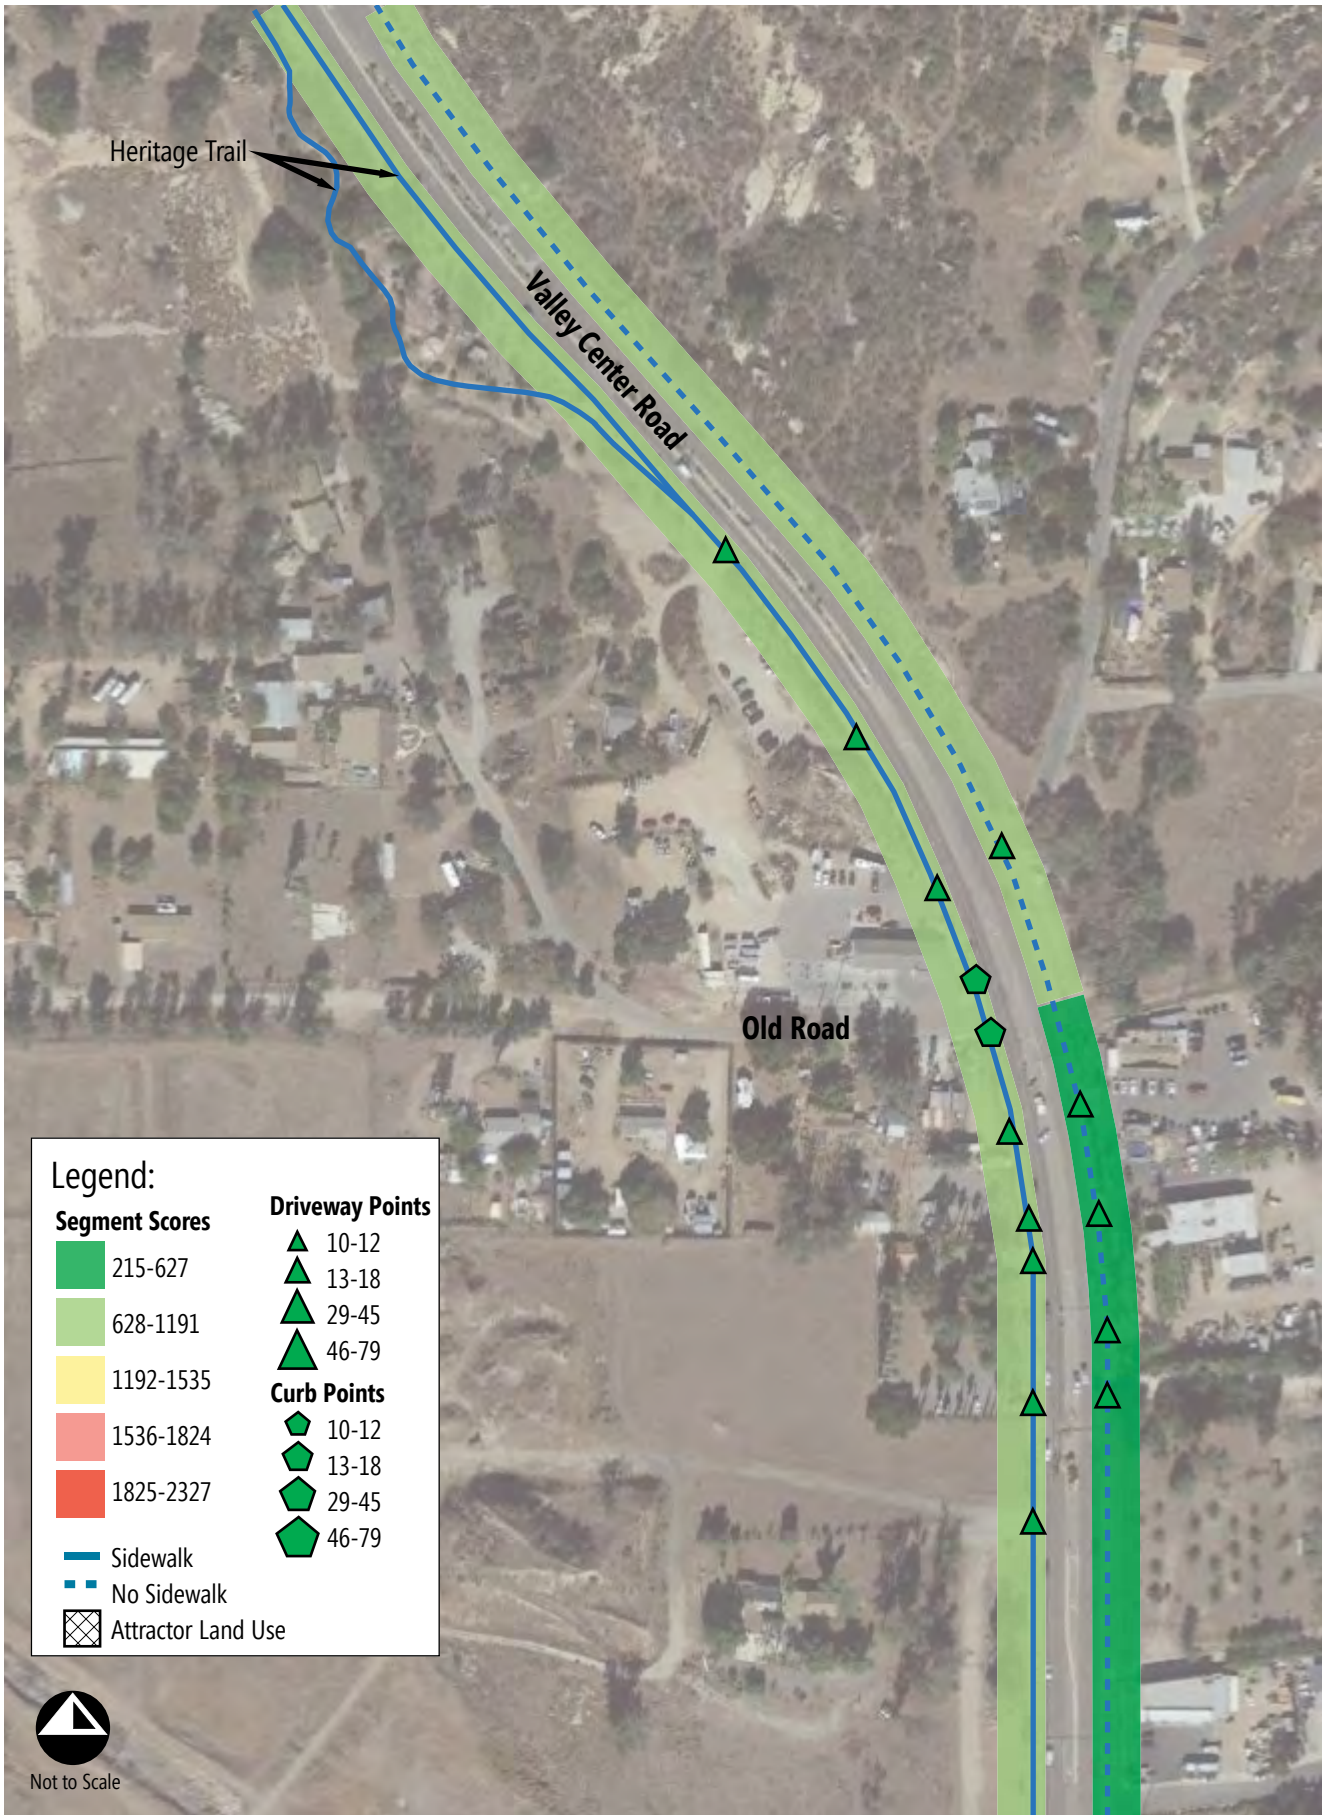 Heritage Trail
Valley Center Road
Old Road
Legend:
Segment Scores
215-627
628-1191
1192-1535
1536-1824
1825-2327
Sidewalk
No Sidewalk
Attractor Land Use
Driveway Points
10-12
13-18
29-45
46-79
Curb Points
10-12
13-18
29-45
46-79
Not to Scale